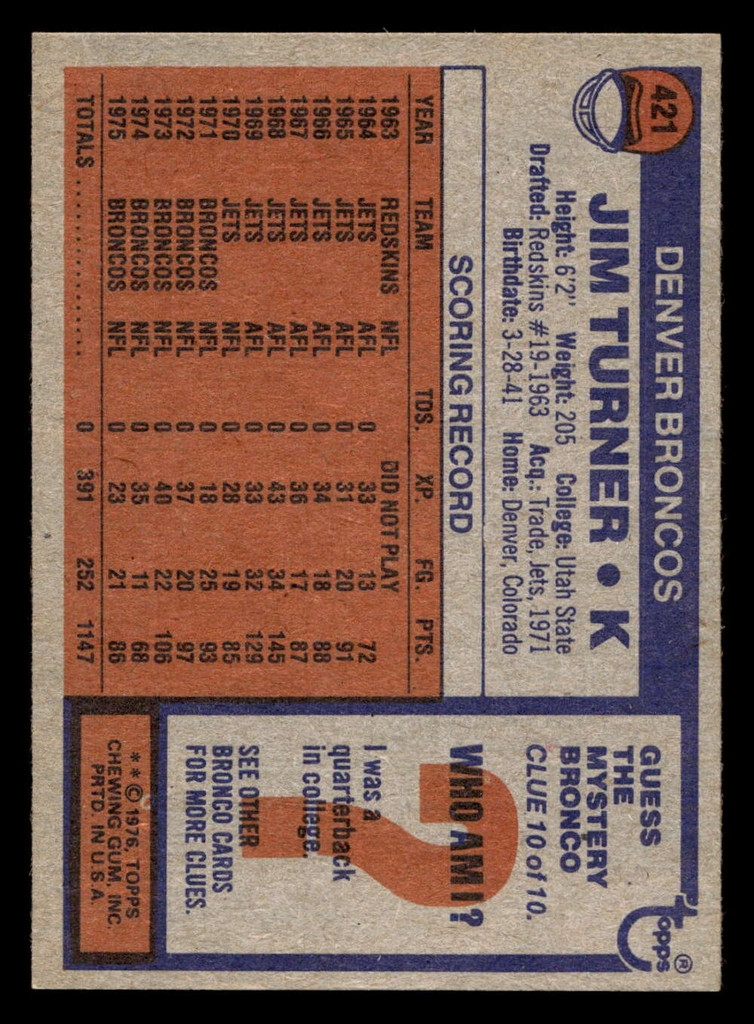 421
DENVER BRONCOS
JIM TURNER • K
Height: 6'2" Weight: 205 College: Utah State
Drafted: Redskins #19-1963 Acq.: Trade, Jets, 1971
Birthdate: 3-28-41 Home: Denver, Colorado
SCORING RECORD
YEAR TEAM TDS. XP. FG. PTS.
1963 REDSKINS NFL DID NOT PLAY
1964 JETS AFL 0 33 13 72
1965 JETS AFL 0 31 20 91
1966 JETS AFL 0 34 18 88
1967 JETS AFL 0 36 17 87
1968 JETS AFL 0 43 34 145
1969 JETS AFL 0 33 32 129
1970 JETS NFL 0 28 19 85
1971 BRONCOS NFL 0 18 25 93
1972 BRONCOS NFL 0 37 20 97
1973 BRONCOS NFL 0 40 22 106
1974 BRONCOS NFL 0 35 11 68
1975 BRONCOS NFL 0 23 21 86
TOTALS .................... 0 391 252 1147
topps ®
GUESS
THE
MYSTERY
BRONCO
CLUE 10 of 10.
?
WHO AM I?
I was a
quarterback
in college.
SEE OTHER
BRONCO CARDS
FOR MORE CLUES.
**© 1976, TOPPS
CHEWING GUM, INC.
PRTD. IN U.S.A.